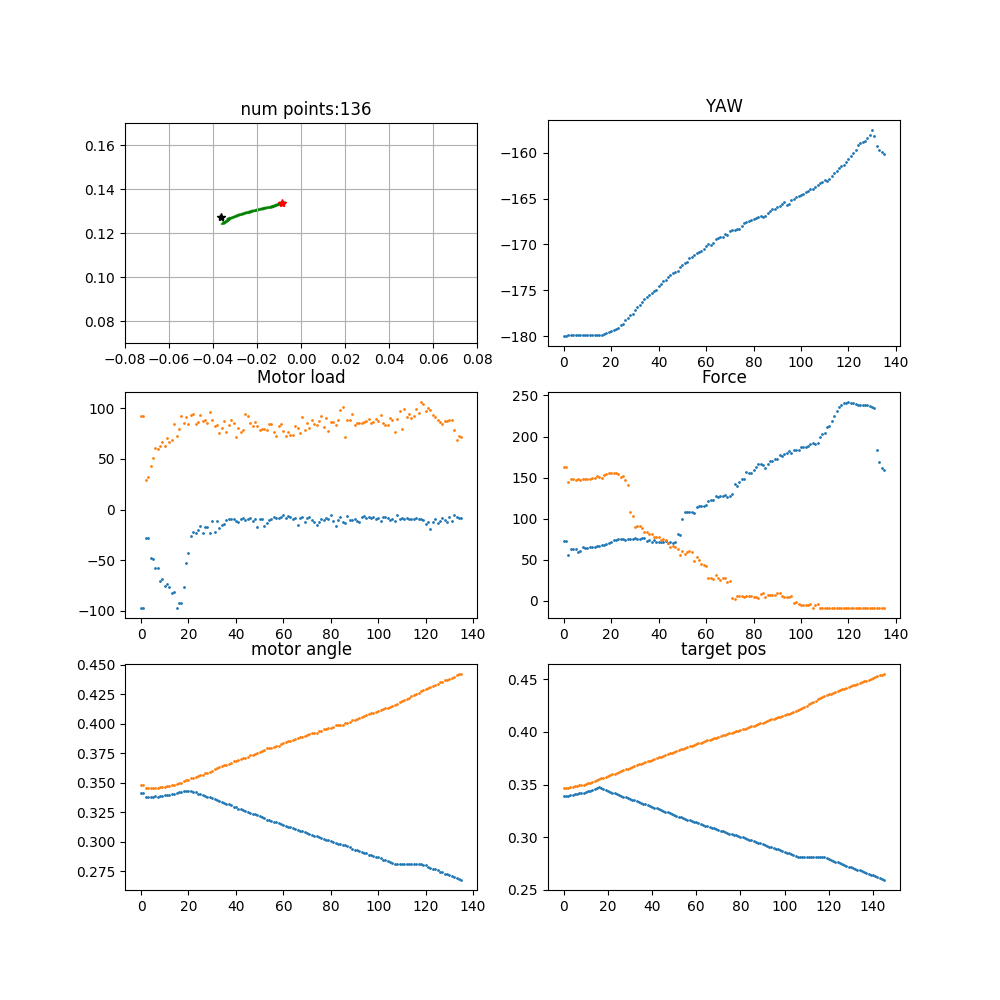 num points:136
YAW
0.16
0.14
0.12
0.10
0.08
−0.08 −0.06 −0.04 −0.02 0.00 0.02 0.04 0.06 0.08
−160
−165
−170
−175
−180
0 20 40 60 80 100 120 140
Motor load
Force
100
50
0
−50
−100
0 20 40 60 80 100 120 140
250
200
150
100
50
0
0 20 40 60 80 100 120 140
motor angle
target pos
0.450
0.425
0.400
0.375
0.350
0.325
0.300
0.275
0 20 40 60 80 100 120 140
0.45
0.40
0.35
0.30
0.25
0 20 40 60 80 100 120 140